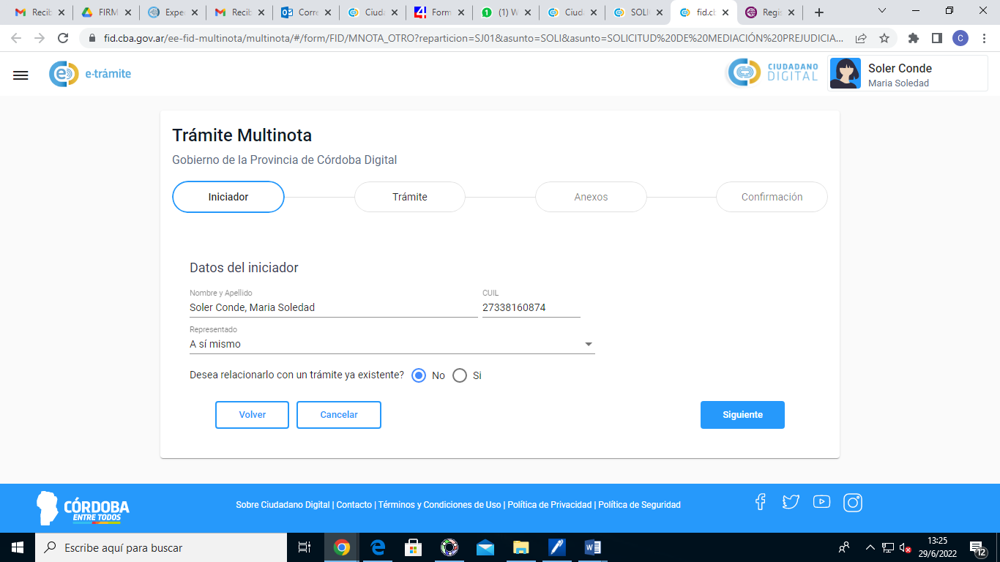 Recib
FIRM
Expe
Recib
Corre
Ciuda
Form
(1) W
Ciuda
SOLI
fid.cb
Regis
fid.cba.gov.ar/ee-fid-multinota/multinota/#/form/FID/MNOTA_OTRO?reparticion=SJ01&asunto=SOLI&asunto=SOLICITUD%20DE%20MEDIACIÓN%20PREJUDICIA...
C
e-trámite
CIUDADANO
DIGITAL
Soler Conde
Maria Soledad
Trámite Multinota
Gobierno de la Provincia de Córdoba Digital
Iniciador
Trámite
Anexos
Confirmación
Datos del iniciador
Nombre y Apellido
CUIL
Soler Conde, Maria Soledad
27338160874
Representado
A sí mismo
Desea relacionarlo con un trámite ya existente? No Si
Volver
Cancelar
Siguiente
CÓRDOBA
ENTRE TODOS
Sobre Ciudadano Digital | Contacto | Términos y Condiciones de Uso | Política de Privacidad | Política de Seguridad
Escribe aquí para buscar
13:25
29/6/2022
12